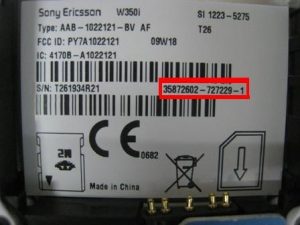 Sony Ericsson W350i SI 1223-5275
Type: AAB-1022121-BV AF T26
FCC ID: PY7A1022121 09W18
IC: 4170B-A1022121
S/N: T261934R21 35872602-727229-1
CE 0682
M2
Made in China